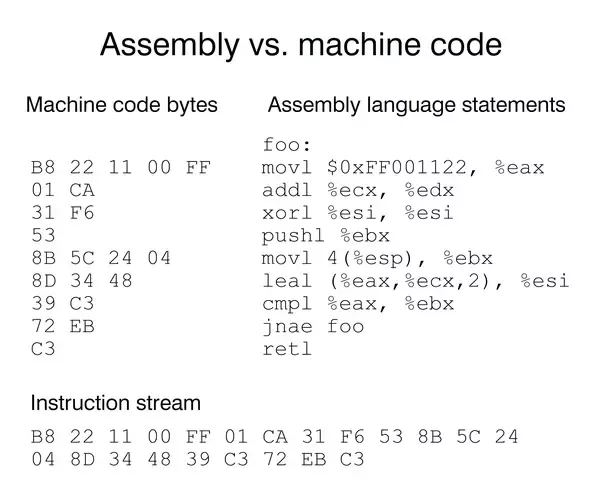 Assembly vs. machine code
Machine code bytes
Assembly language statements
foo:
B8 22 11 00 FF movl $0xFF001122, %eax
01 CA addl %ecx, %edx
31 F6 xorl %esi, %esi
53 pushl %ebx
8B 5C 24 04 movl 4(%esp), %ebx
8D 34 48 leal (%eax,%ecx,2), %esi
39 C3 cmpl %eax, %ebx
72 EB jnae foo
C3 retl
Instruction stream
B8 22 11 00 FF 01 CA 31 F6 53 8B 5C 24
04 8D 34 48 39 C3 72 EB C3